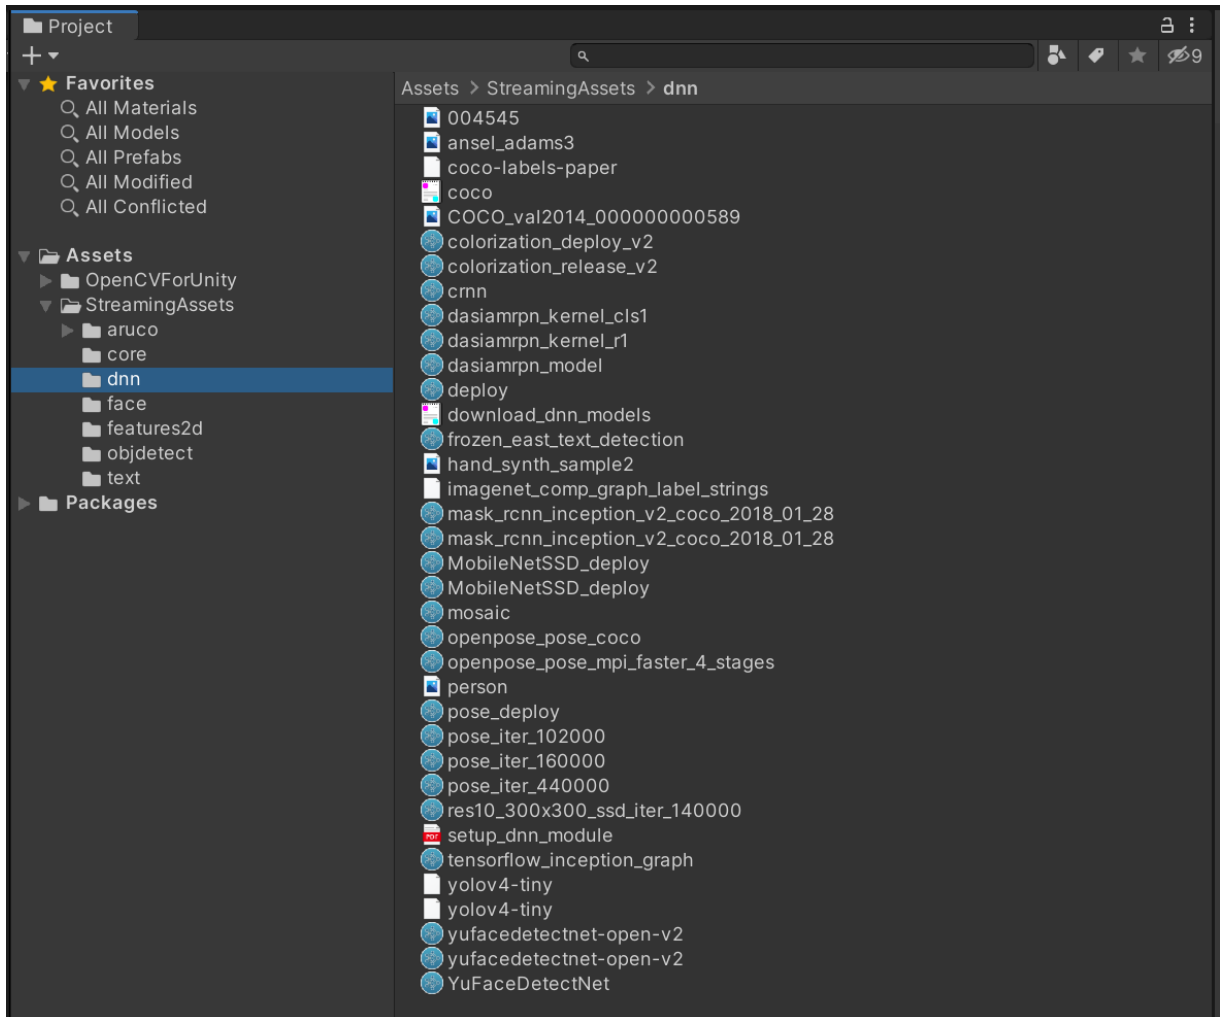 Project
9
Favorites
All Materials
All Models
All Prefabs
All Modified
All Conflicted
Assets
OpenCVForUnity
StreamingAssets
aruco
core
dnn
face
features2d
objdetect
text
Packages
Assets > StreamingAssets > dnn
004545
ansel_adams3
coco-labels-paper
coco
COCO_val2014_000000000589
colorization_deploy_v2
colorization_release_v2
crnn
dasiamrpn_kernel_cls1
dasiamrpn_kernel_r1
dasiamrpn_model
deploy
download_dnn_models
frozen_east_text_detection
hand_synth_sample2
imagenet_comp_graph_label_strings
mask_rcnn_inception_v2_coco_2018_01_28
mask_rcnn_inception_v2_coco_2018_01_28
MobileNetSSD_deploy
MobileNetSSD_deploy
mosaic
openpose_pose_coco
openpose_pose_mpi_faster_4_stages
person
pose_deploy
pose_iter_102000
pose_iter_160000
pose_iter_440000
res10_300x300_ssd_iter_140000
PDF setup_dnn_module
tensorflow_inception_graph
yolov4-tiny
yolov4-tiny
yufacedetectnet-open-v2
yufacedetectnet-open-v2
YuFaceDetectNet